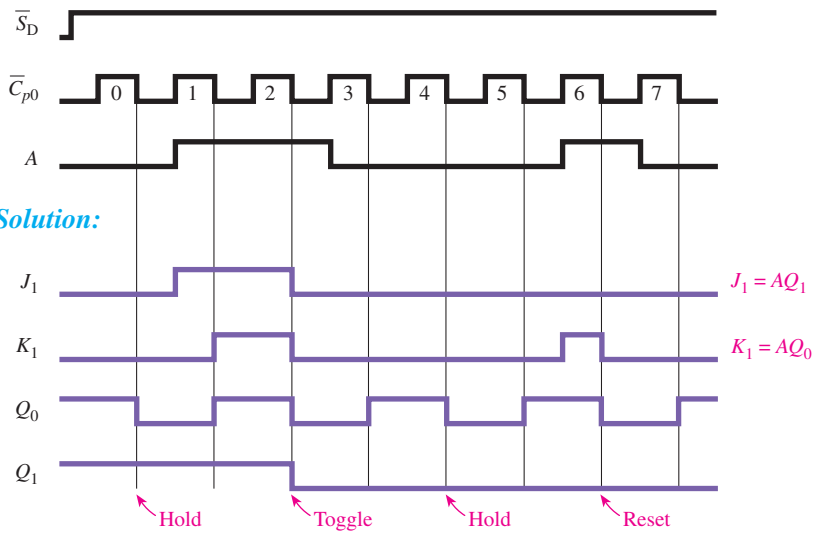 S̅D
C̅p0
0 1 2 3 4 5 6 7
A
Solution:
J1
J1 = AQ1
K1
K1 = AQ0
Q0
Q1
Hold Toggle Hold Reset